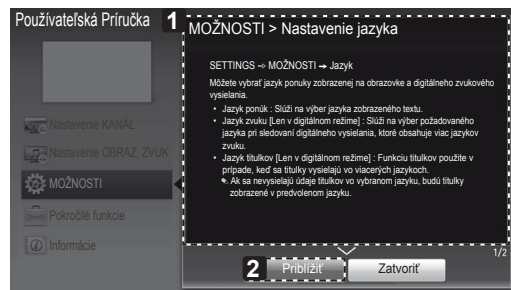 Používateľská Príručka
1
MOŽNOSTI > Nastavenie jazyka
SETTINGS ➾ MOŽNOSTI ➙ Jazyk
Môžete vybrať jazyk ponuky zobrazenej na obrazovke a digitálneho zvukového
vysielania.
• Jazyk ponúk : Slúži na výber jazyka zobrazeného textu.
• Jazyk zvuku [Len v digitálnom režime] : Slúži na výber požadovaného
jazyka pri sledovaní digitálneho vysielania, ktoré obsahuje viac jazykov
zvuku.
• Jazyk titulkov [Len v digitálnom režime] : Funkciu titulkov použite v
prípade, keď sa titulky vysielajú vo viacerých jazykoch.
✎ Ak sa nevysielajú údaje titulkov vo vybranom jazyku, budú titulky
zobrazené v predvolenom jazyku.
Nastavenie KANÁL
Nastavenie OBRAZ, ZVUK
MOŽNOSTI
Pokročilé funkcie
Informácie
1/2
2
Priblížiť
Zatvoriť